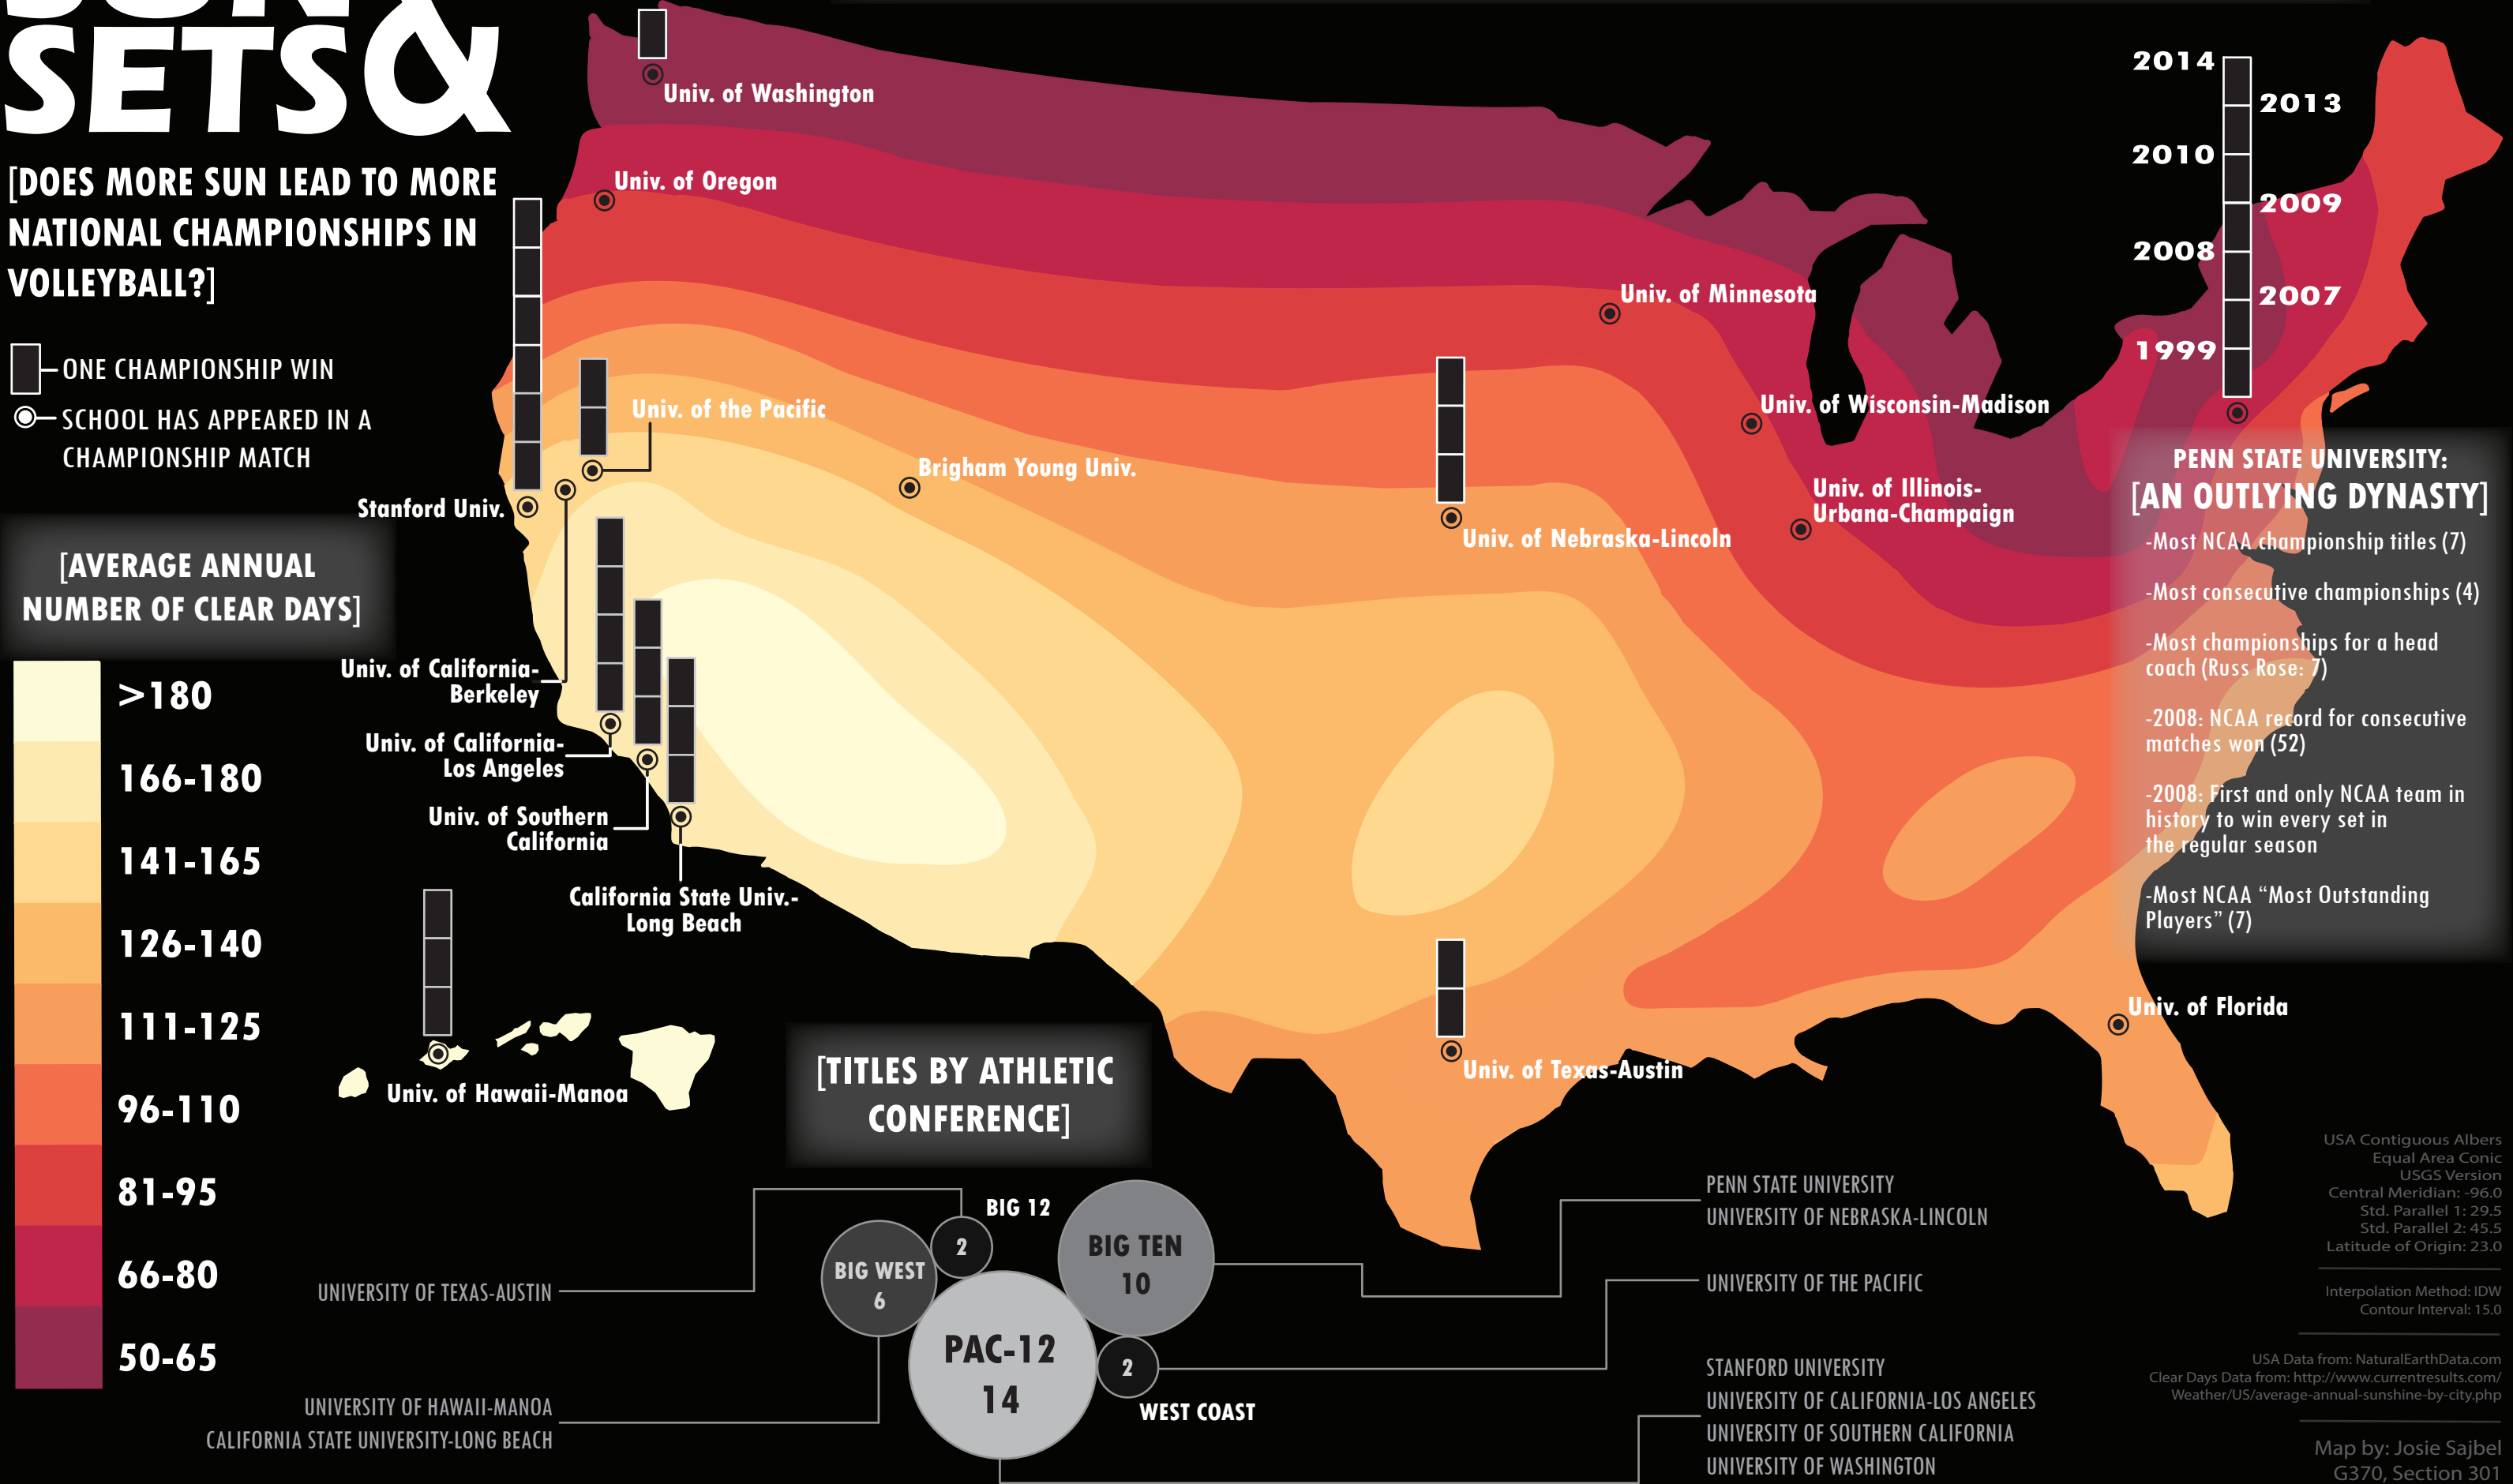 SETS &
[DOES MORE SUN LEAD TO MORE
NATIONAL CHAMPIONSHIPS IN
VOLLEYBALL?]
ONE CHAMPIONSHIP WIN
SCHOOL HAS APPEARED IN A
CHAMPIONSHIP MATCH
[AVERAGE ANNUAL
NUMBER OF CLEAR DAYS]
>180
166-180
141-165
126-140
111-125
96-110
81-95
66-80
50-65
Univ. of Washington
Univ. of Oregon
Univ. of the Pacific
Stanford Univ.
Brigham Young Univ.
Univ. of California-
Berkeley
Univ. of California-
Los Angeles
Univ. of Southern
California
California State Univ.-
Long Beach
Univ. of Hawaii-Manoa
Univ. of Minnesota
Univ. of Wisconsin-Madison
Univ. of Illinois-
Urbana-Champaign
Univ. of Nebraska-Lincoln
Univ. of Texas-Austin
Univ. of Florida
2014
2013
2010
2009
2008
2007
1999
PENN STATE UNIVERSITY:
[AN OUTLYING DYNASTY]
-Most NCAA championship titles (7)
-Most consecutive championships (4)
-Most championships for a head
coach (Russ Rose: 7)
-2008: NCAA record for consecutive
matches won (52)
-2008: First and only NCAA team in
history to win every set in
the regular season
-Most NCAA “Most Outstanding
Players” (7)
[TITLES BY ATHLETIC
CONFERENCE]
BIG 12
2
BIG WEST
6
BIG TEN
10
PAC-12
14
2
WEST COAST
UNIVERSITY OF TEXAS-AUSTIN
UNIVERSITY OF HAWAII-MANOA
CALIFORNIA STATE UNIVERSITY-LONG BEACH
PENN STATE UNIVERSITY
UNIVERSITY OF NEBRASKA-LINCOLN
UNIVERSITY OF THE PACIFIC
STANFORD UNIVERSITY
UNIVERSITY OF CALIFORNIA-LOS ANGELES
UNIVERSITY OF SOUTHERN CALIFORNIA
UNIVERSITY OF WASHINGTON
USA Contiguous Albers
Equal Area Conic
USGS Version
Central Meridian: -96.0
Std. Parallel 1: 29.5
Std. Parallel 2: 45.5
Latitude of Origin: 23.0
Interpolation Method: IDW
Contour Interval: 15.0
USA Data from: NaturalEarthData.com
Clear Days Data from: http://www.currentresults.com/
Weather/US/average-annual-sunshine-by-city.php
Map by: Josie Sajbel
G370, Section 301